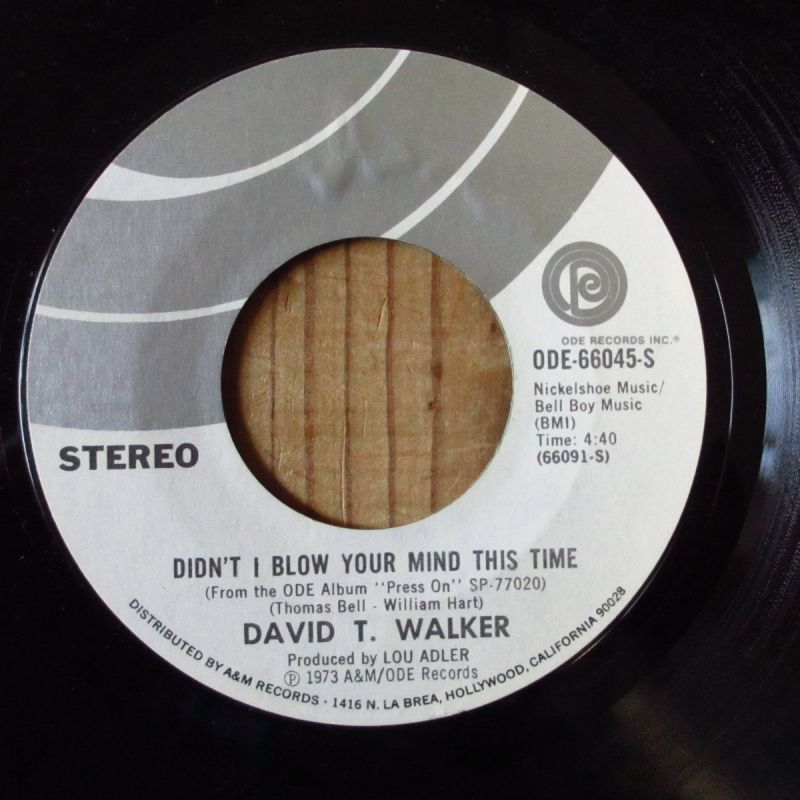 ODE RECORDS INC.®
ODE-66045-S
Nickelshoe Music/
Bell Boy Music
(BMI)
Time: 4:40
(66091-S)
STEREO
DIDN'T I BLOW YOUR MIND THIS TIME
(From the ODE Album "Press On" SP-77020)
(Thomas Bell - William Hart)
DAVID T. WALKER
Produced by LOU ADLER
℗ 1973 A&M/ODE Records
DISTRIBUTED BY A&M RECORDS · 1416 N. LA BREA, HOLLYWOOD, CALIFORNIA 90028